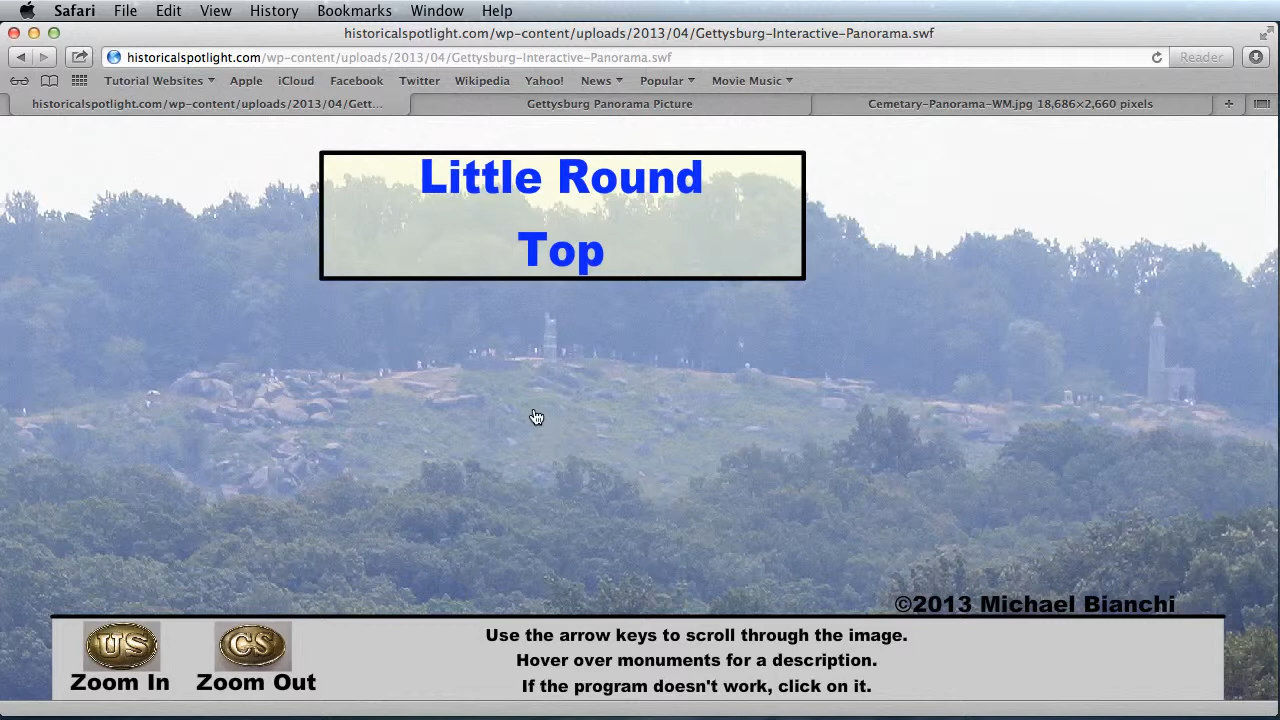 Safari File Edit View History Bookmarks Window Help
historicalspotlight.com/wp-content/uploads/2013/04/Gettysburg-Interactive-Panorama.swf
historicalspotlight.com/wp-content/uploads/2013/04/Gettysburg-Interactive-Panorama.swf Reader
Tutorial Websites Apple iCloud Facebook Twitter Wikipedia Yahoo! News Popular Movie Music
historicalspotlight.com/wp-content/uploads/2013/04/Gett... Gettysburg Panorama Picture Cemetary-Panorama-WM.jpg 18,686×2,660 pixels
Little Round
Top
©2013 Michael Bianchi
US CS
Zoom In Zoom Out
Use the arrow keys to scroll through the image.
Hover over monuments for a description.
If the program doesn't work, click on it.